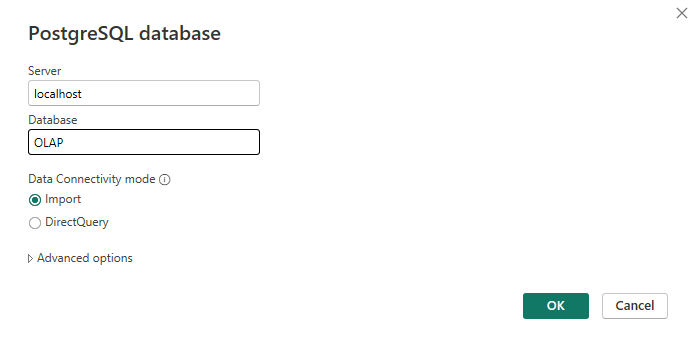 PostgreSQL database
Server
localhost
Database
OLAP
Data Connectivity mode
Import
DirectQuery
Advanced options
OK Cancel